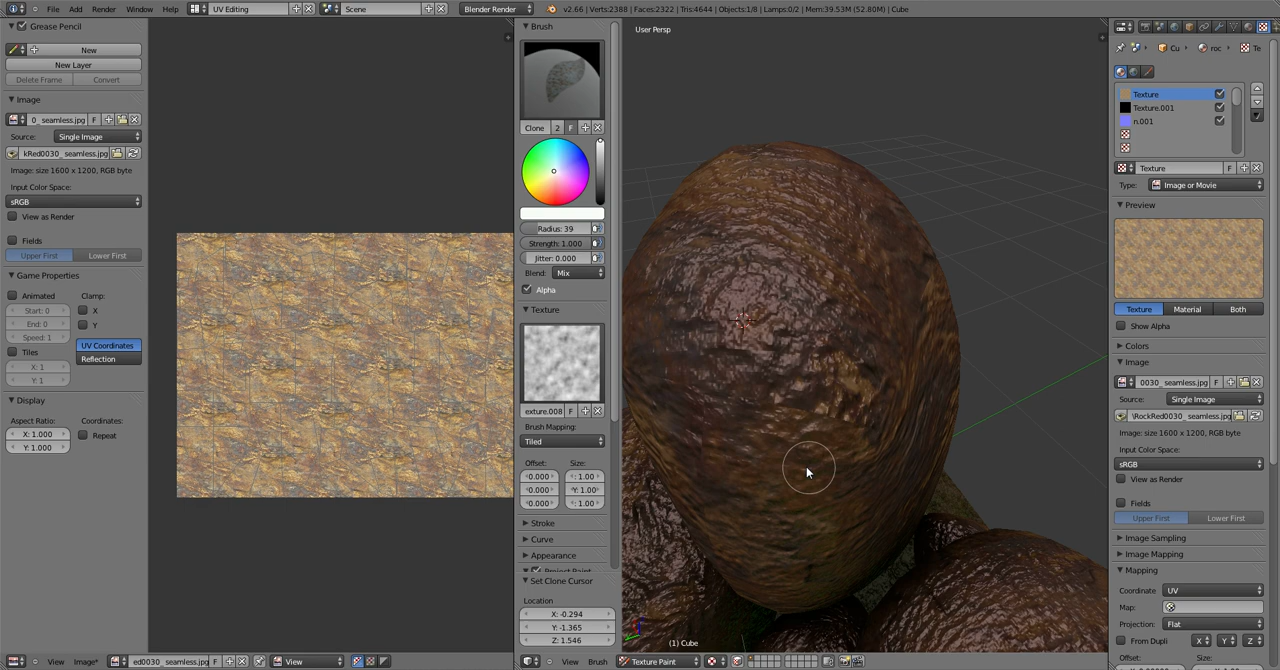 File Add Render Window Help UV Editing Scene Blender Render v2.66 | Verts:2388 | Faces:2322 | Tris:4644 | Objects:1/8 | Lamps:0/2 | Mem:39.53M (52.80M) | Cube
Grease Pencil
New
New Layer
Delete Frame Convert
Image
0_seamless.jpg F
Source: Single Image
kRed0030_seamless.jpg
Image: size 1600 x 1200, RGB byte
Input Color Space:
sRGB
View as Render
Fields
Upper First Lower First
Game Properties
Animated Clamp:
Start: 0 X
End: 0 Y
Speed: 1
Tiles UV Coordinates
X: 1 Reflection
Y: 1
Display
Aspect Ratio: Coordinates:
X: 1.000 Repeat
Y: 1.000
View Image* ed0030_seamless.jpg F View
Brush
Clone 2 F
Radius: 39
Strength: 1.000
Jitter: 0.000
Blend: Mix
Alpha
Texture
exture.008 F
Brush Mapping:
Tiled
Offset: Size:
0.000 : 1.00
0.000 Y: 1.00
0.000 : 1.00
Stroke
Curve
Appearance
Project Paint
Set Clone Cursor
Location
X: -0.294
Y: -1.365
Z: 1.546
User Persp
(1) Cube
View Brush Texture Paint
Cu roc Te
Texture
Texture.001
n.001
Texture F
Type: Image or Movie
Preview
Texture Material Both
Show Alpha
Colors
Image
0030_seamless.jpg F
Source: Single Image
\RockRed0030_seamless.jpg
Image: size 1600 x 1200, RGB byte
Input Color Space:
sRGB
View as Render
Fields
Upper First Lower First
Image Sampling
Image Mapping
Mapping
Coordinate UV
Map:
Projection: Flat
From Dupli X Y Z
Offset: Size: